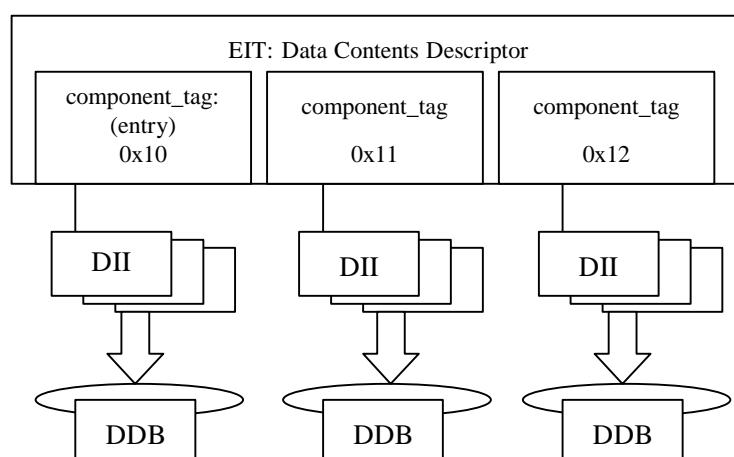 EIT: Data Contents Descriptor
component_tag:
(entry)
0x10
component_tag
0x11
component_tag
0x12
DII
DII
DII
DDB
DDB
DDB